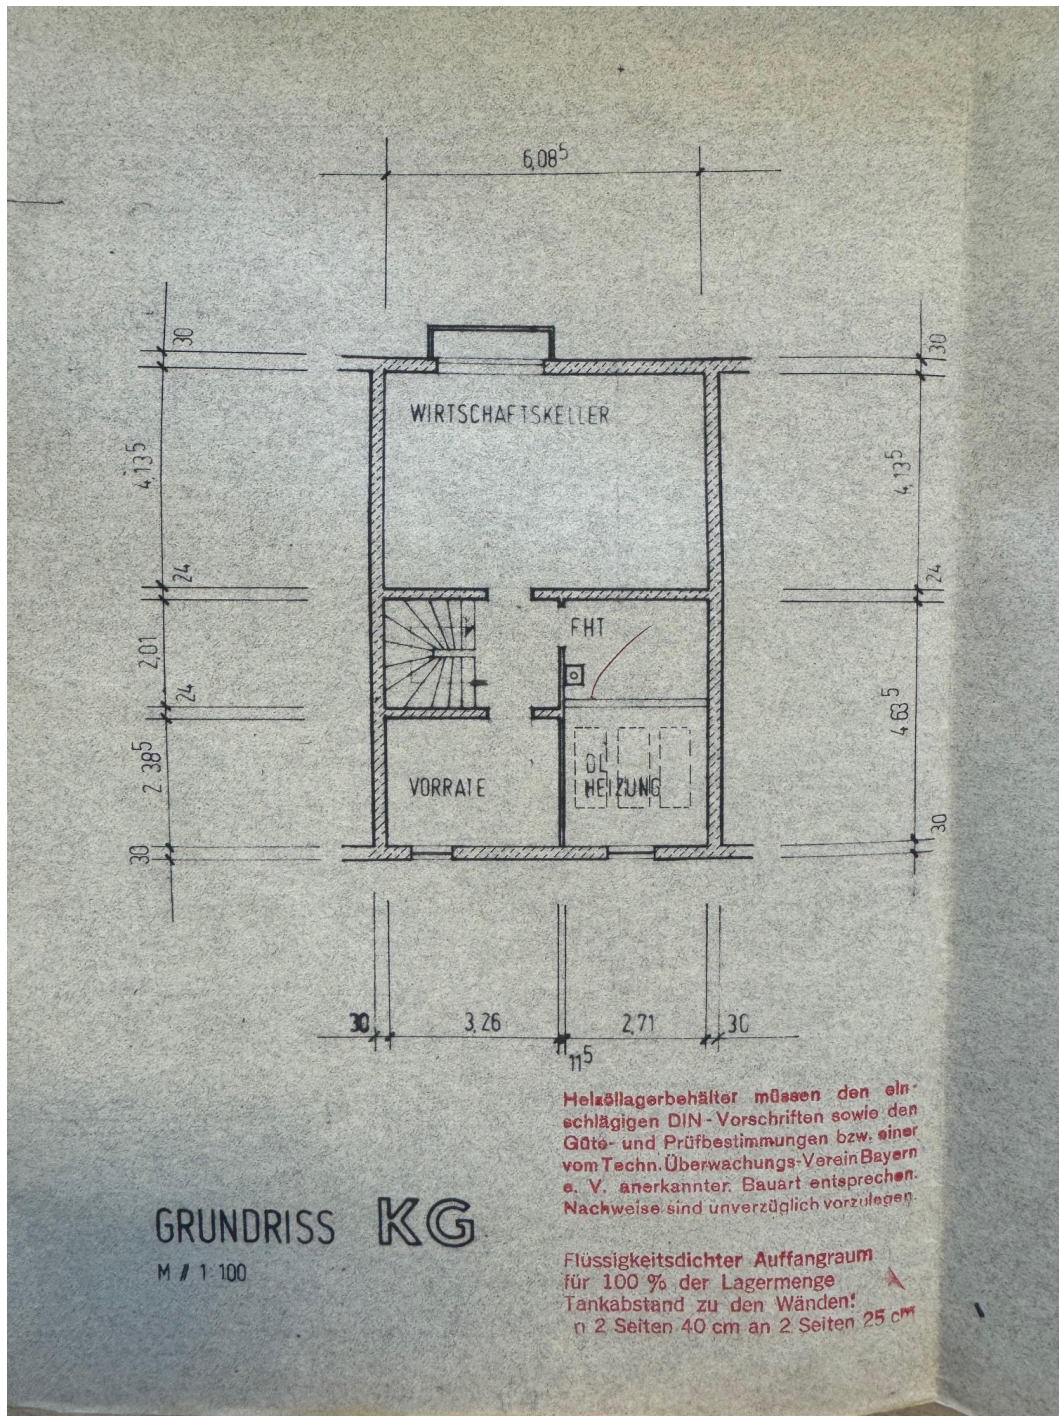 6,08⁵
30
30
WIRTSCHAFTSKELLER
4,13⁵
4,13⁵
24
24
2,01
FHT
24
4,63⁵
2,38⁵
VORRATE
ÖL
HEIZUNG
30
30
30
3,26
2,71
30
11⁵
Heizöllagerbehälter müssen den ein-
schlägigen DIN-Vorschriften sowie den
Güte- und Prüfbestimmungen bzw. einer
vom Techn. Überwachungs-Verein Bayern
e. V. anerkannter. Bauart entsprechen.
Nachweise sind unverzüglich vorzulegen.
GRUNDRISS KG
M // 1:100
Flüssigkeitsdichter Auffangraum
für 100 % der Lagermenge
Tankabstand zu den Wänden:
n 2 Seiten 40 cm an 2 Seiten 25 cm